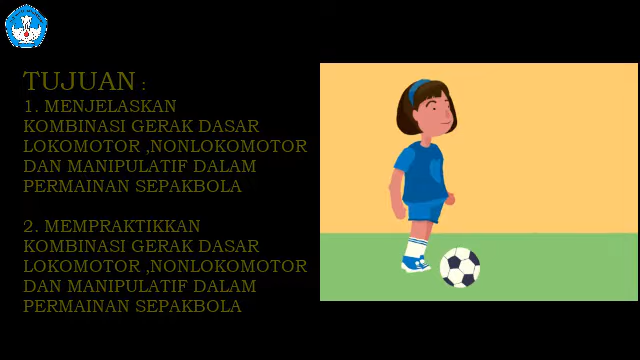 TUJUAN :
1. MENJELASKAN
KOMBINASI GERAK DASAR
LOKOMOTOR ,NONLOKOMOTOR
DAN MANIPULATIF DALAM
PERMAINAN SEPAKBOLA
2. MEMPRAKTIKKAN
KOMBINASI GERAK DASAR
LOKOMOTOR ,NONLOKOMOTOR
DAN MANIPULATIF DALAM
PERMAINAN SEPAKBOLA